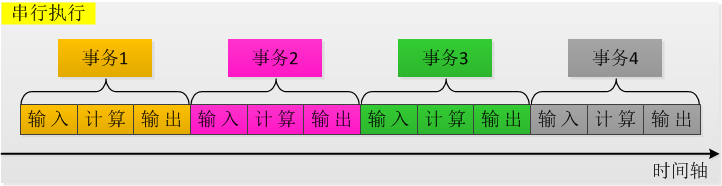 串行执行
事务1 事务2 事务3 事务4
输入 计算 输出 输入 计算 输出 输入 计算 输出 输入 计算 输出
时间轴